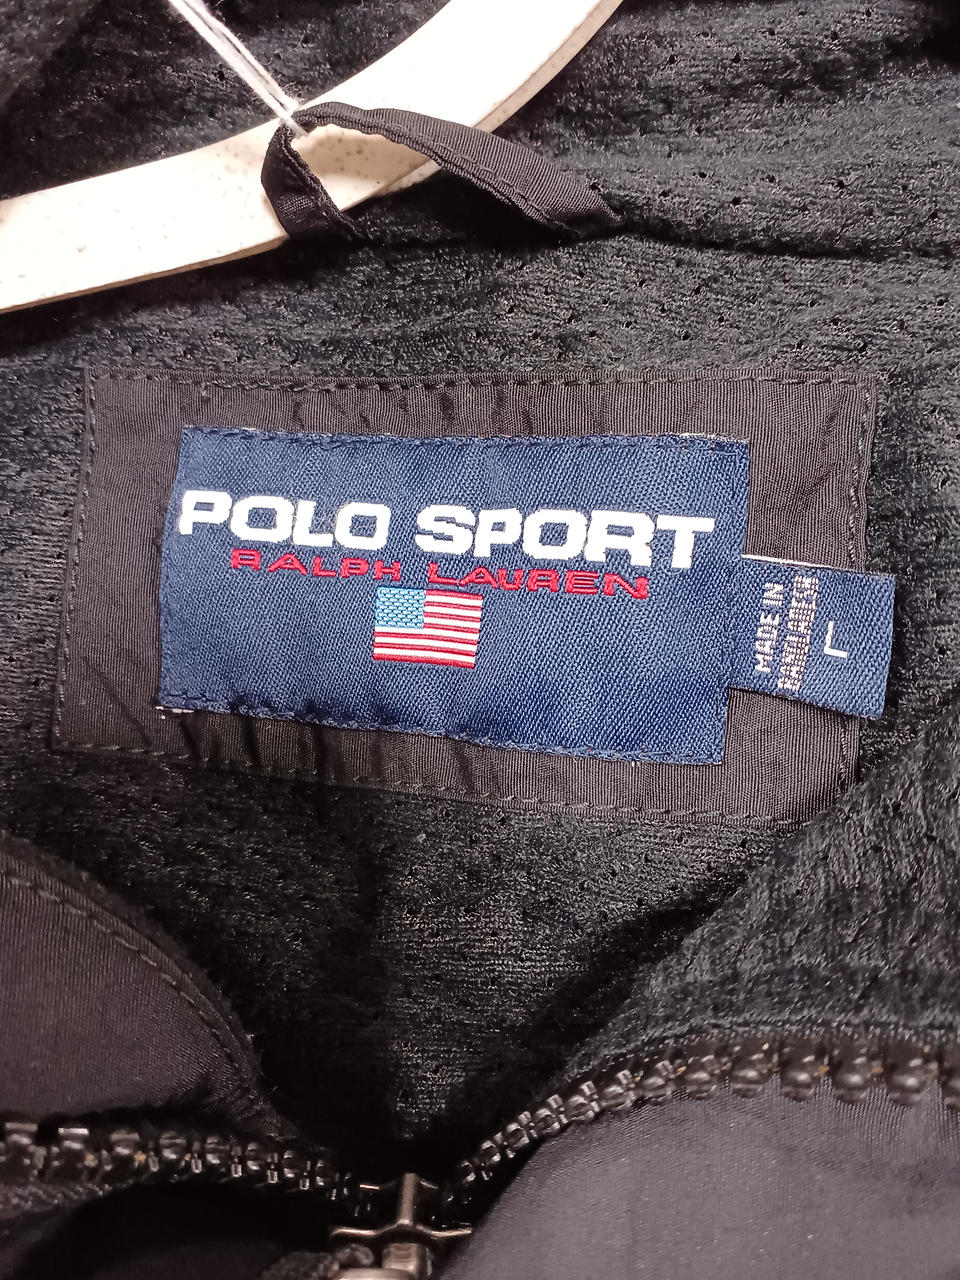 POLO SPORT
RALPH LAUREN
MADE IN
L